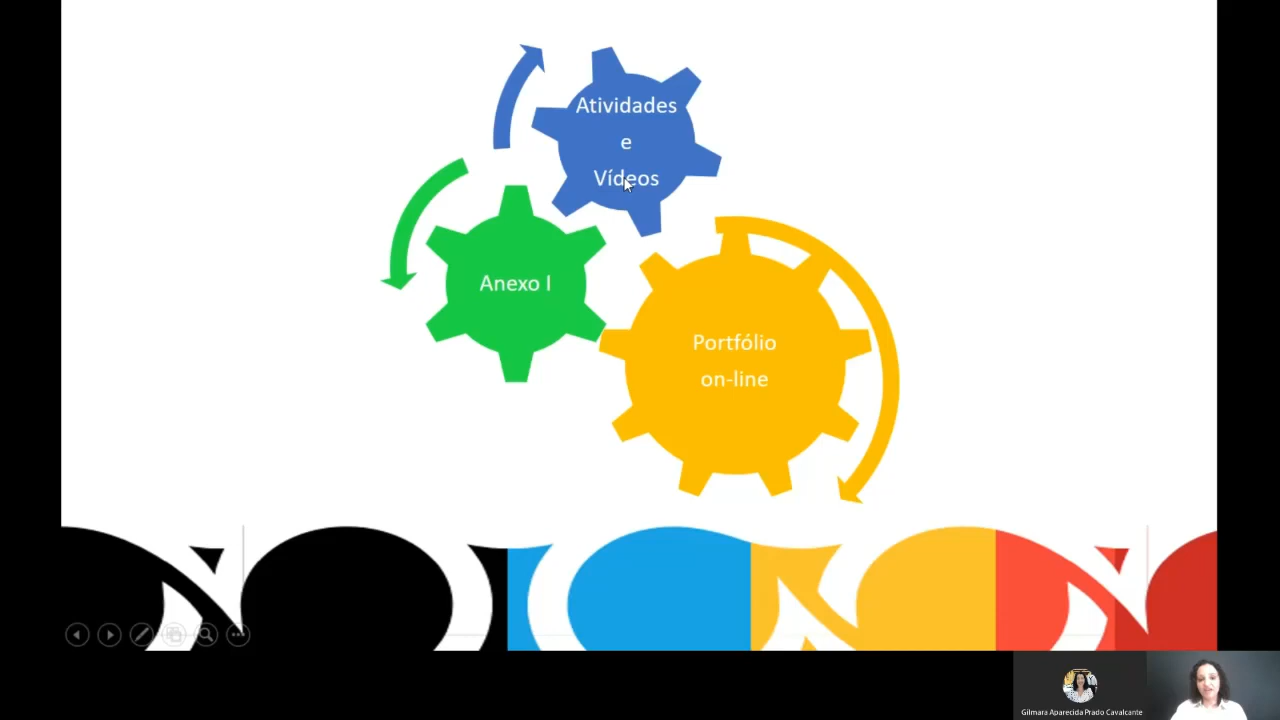 Atividades
e
Vídeos
Anexo I
Portfólio
on-line
Gilmara Aparecida Prado Cavalcante